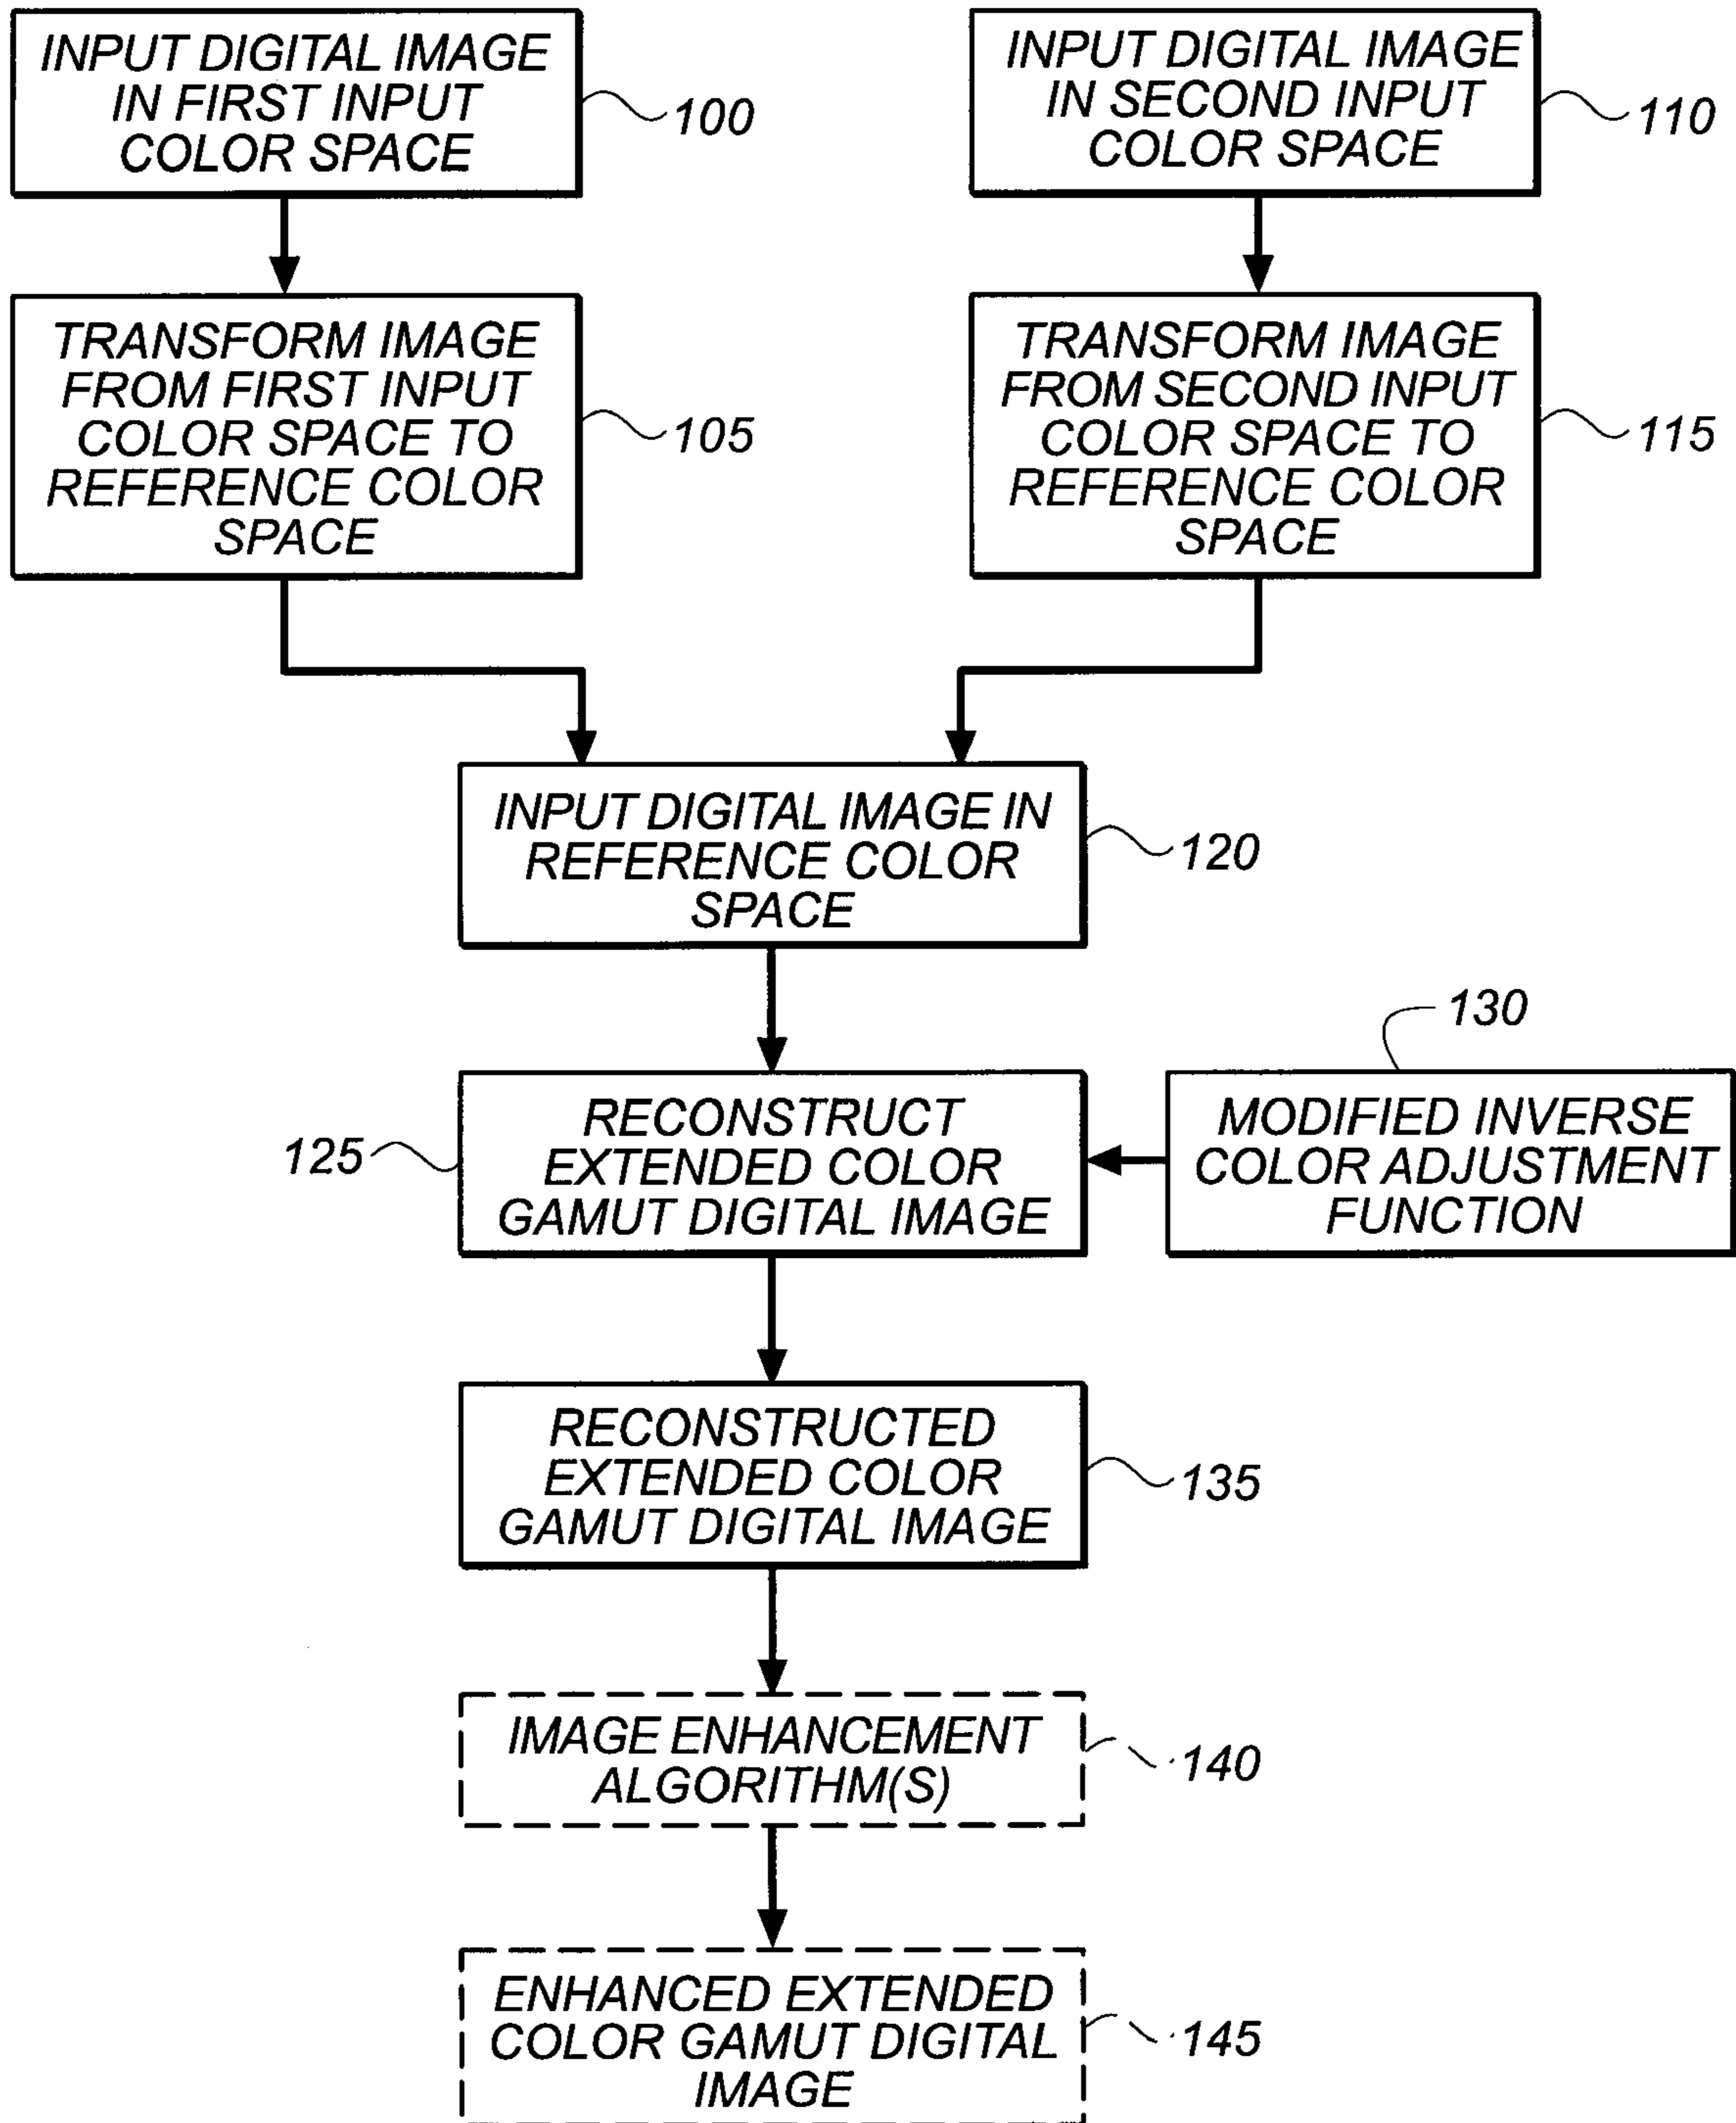 INPUT DIGITAL IMAGE
IN FIRST INPUT
COLOR SPACE
100
INPUT DIGITAL IMAGE
IN SECOND INPUT
COLOR SPACE
110
TRANSFORM IMAGE
FROM FIRST INPUT
COLOR SPACE TO
REFERENCE COLOR
SPACE
105
TRANSFORM IMAGE
FROM SECOND INPUT
COLOR SPACE TO
REFERENCE COLOR
SPACE
115
INPUT DIGITAL IMAGE IN
REFERENCE COLOR
SPACE
120
125
RECONSTRUCT
EXTENDED COLOR
GAMUT DIGITAL IMAGE
130
MODIFIED INVERSE
COLOR ADJUSTMENT
FUNCTION
RECONSTRUCTED
EXTENDED COLOR
GAMUT DIGITAL IMAGE
135
IMAGE ENHANCEMENT
ALGORITHM(S)
140
ENHANCED EXTENDED
COLOR GAMUT DIGITAL
IMAGE
145